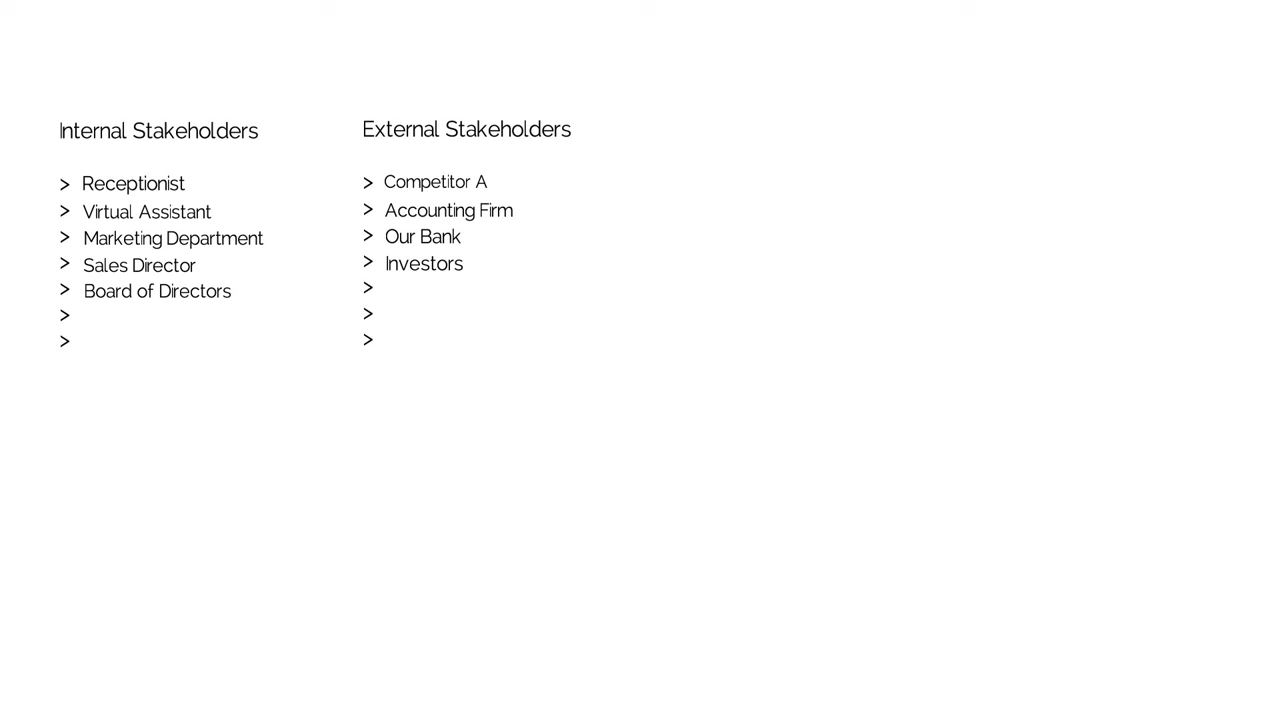 Internal Stakeholders
> Receptionist
> Virtual Assistant
> Marketing Department
> Sales Director
> Board of Directors
>
>
External Stakeholders
> Competitor A
> Accounting Firm
> Our Bank
> Investors
>
>
>